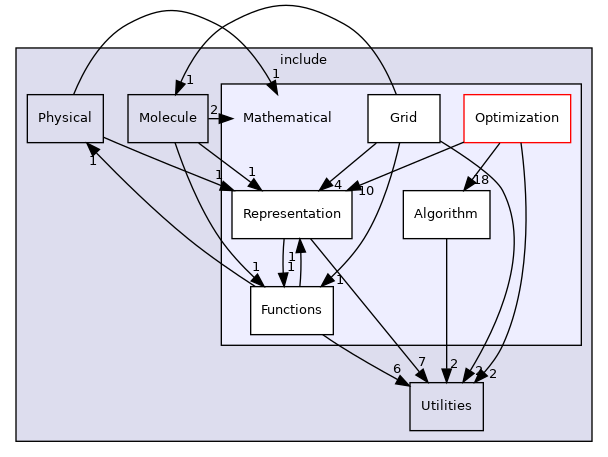 include
1
1
Physical
Molecule
2
Mathematical
Grid
Optimization
1
1
1
4
10
18
Representation
Algorithm
1
1
1
1
Functions
6
7
2
2
2
Utilities